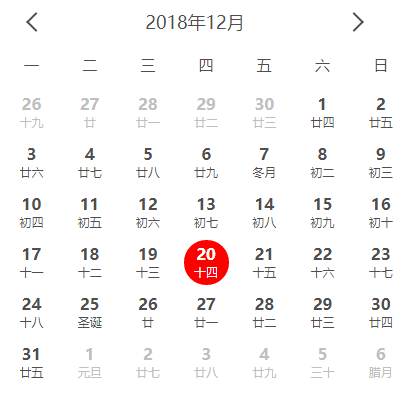 2018年12月
一 二 三 四 五 六 日
26 27 28 29 30 1 2
十九 廿 廿一 廿二 廿三 廿四 廿五
3 4 5 6 7 8 9
廿六 廿七 廿八 廿九 冬月 初二 初三
10 11 12 13 14 15 16
初四 初五 初六 初七 初八 初九 初十
17 18 19 20 21 22 23
十一 十二 十三 十四 十五 十六 十七
24 25 26 27 28 29 30
十八 圣诞 廿 廿一 廿二 廿三 廿四
31 1 2 3 4 5 6
廿五 元旦 廿七 廿八 廿九 三十 腊月